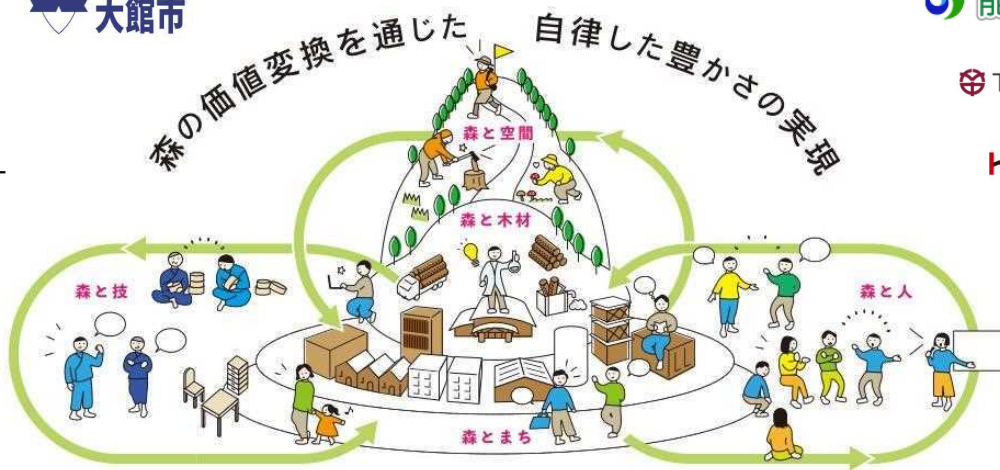 大館市
森の価値変換を通じた　自律した豊かさの実現
森と空間
森と木材
森と技
森と人
森とまち